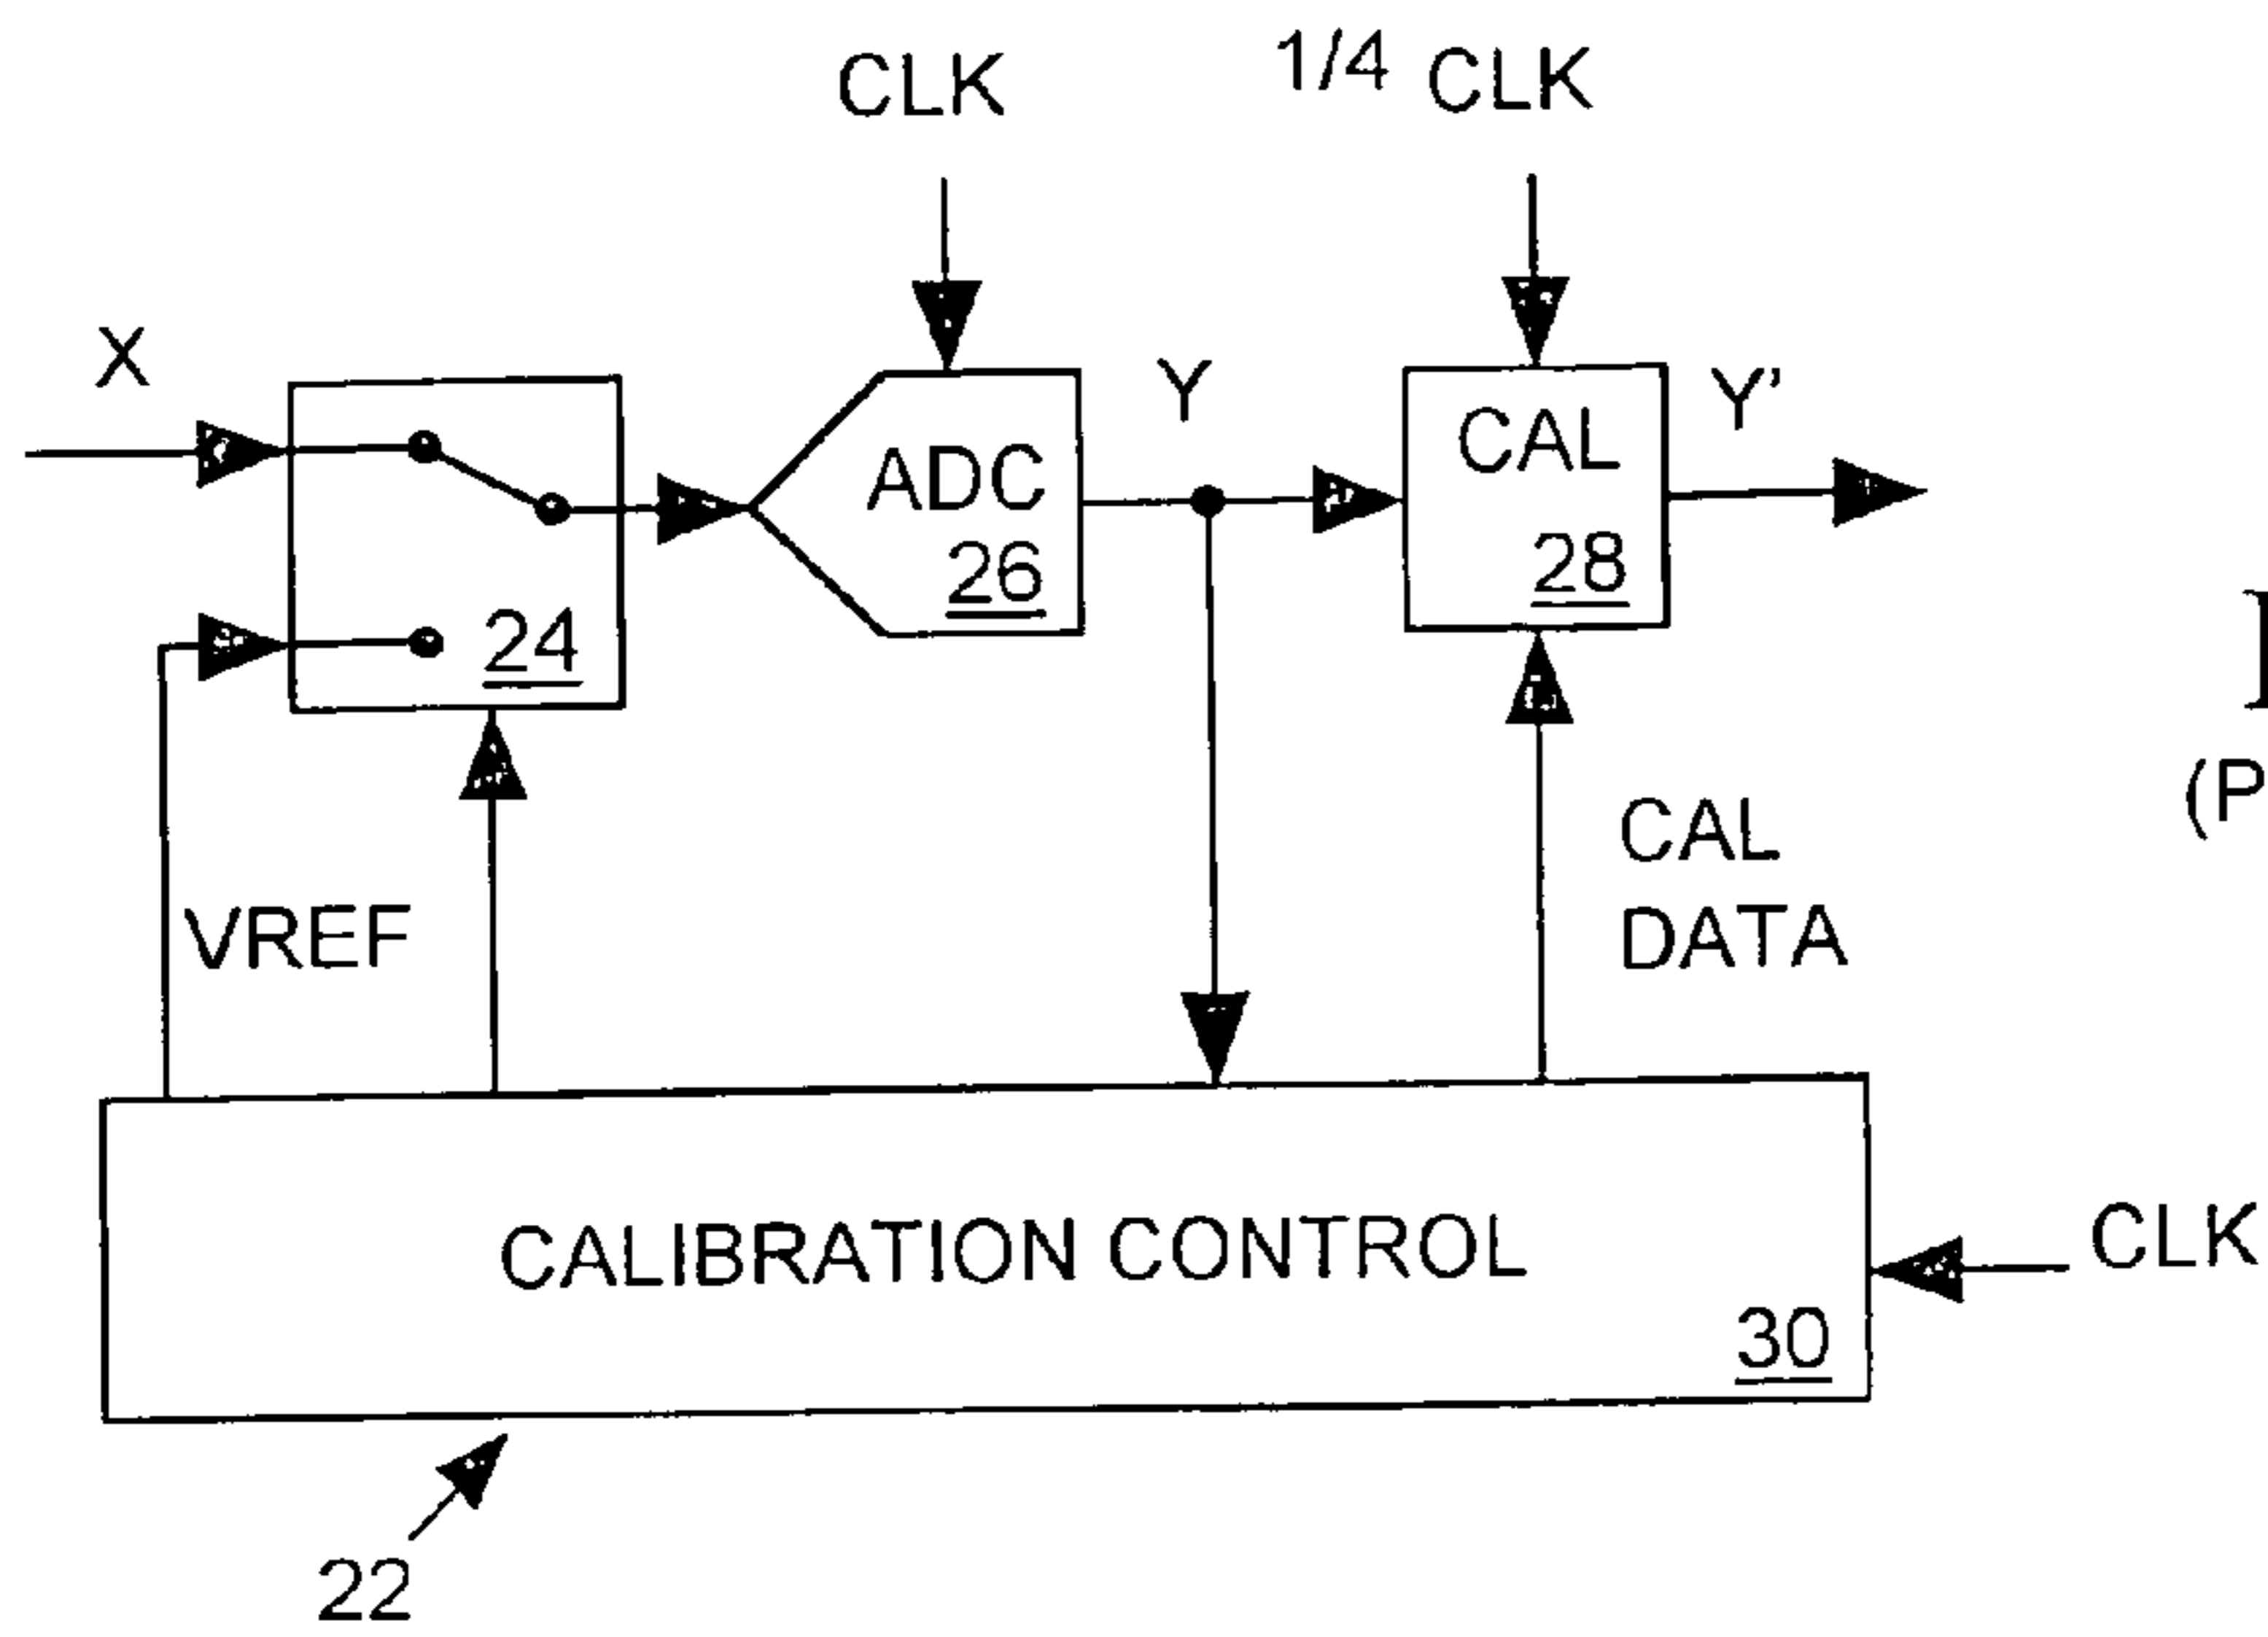 CLK
1/4 CLK
X
Y
Y’
ADC
26
CAL
28
24
VREF
CAL
DATA
(P
CALIBRATION CONTROL
30
CLK
22